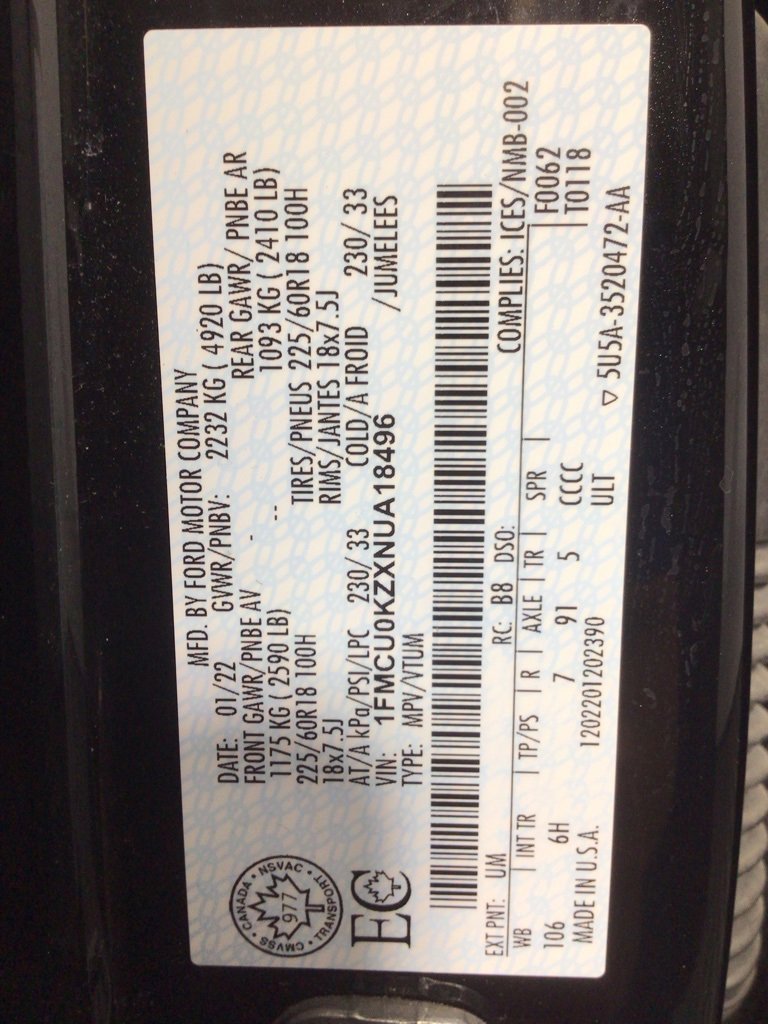 MFD. BY FORD MOTOR COMPANY
DATE: 01/22 GVWR/PNBV: 2232 KG ( 4920 LB)
FRONT GAWR/PNBE AV - REAR GAWR/ PNBE AR
1175 KG ( 2590 LB) -- 1093 KG ( 2410 LB)
225/60R18 100H TIRES/PNEUS 225/60R18 100H
18x7.5J RIMS/JANTES 18x7.5J
AT/A kPa/PSI/LPC 230/ 33 COLD/A FROID 230/ 33
VIN: 1FMCU0KZXNUA18496 /JUMELEES
TYPE: MPV/VTUM
CANADA • NSVAC • TRANSPORT • CMVSS •
977
EC
EXT PNT: UM RC: B8 DSO: COMPLIES: ICES/NMB-002
WB | INT TR | TP/PS | R | AXLE | TR | SPR F0062
106 6H 7 91 5 CCCC T0118
ULT
MADE IN U.S.A. 1202201202390 ▽ 5U5A-3520472-AA